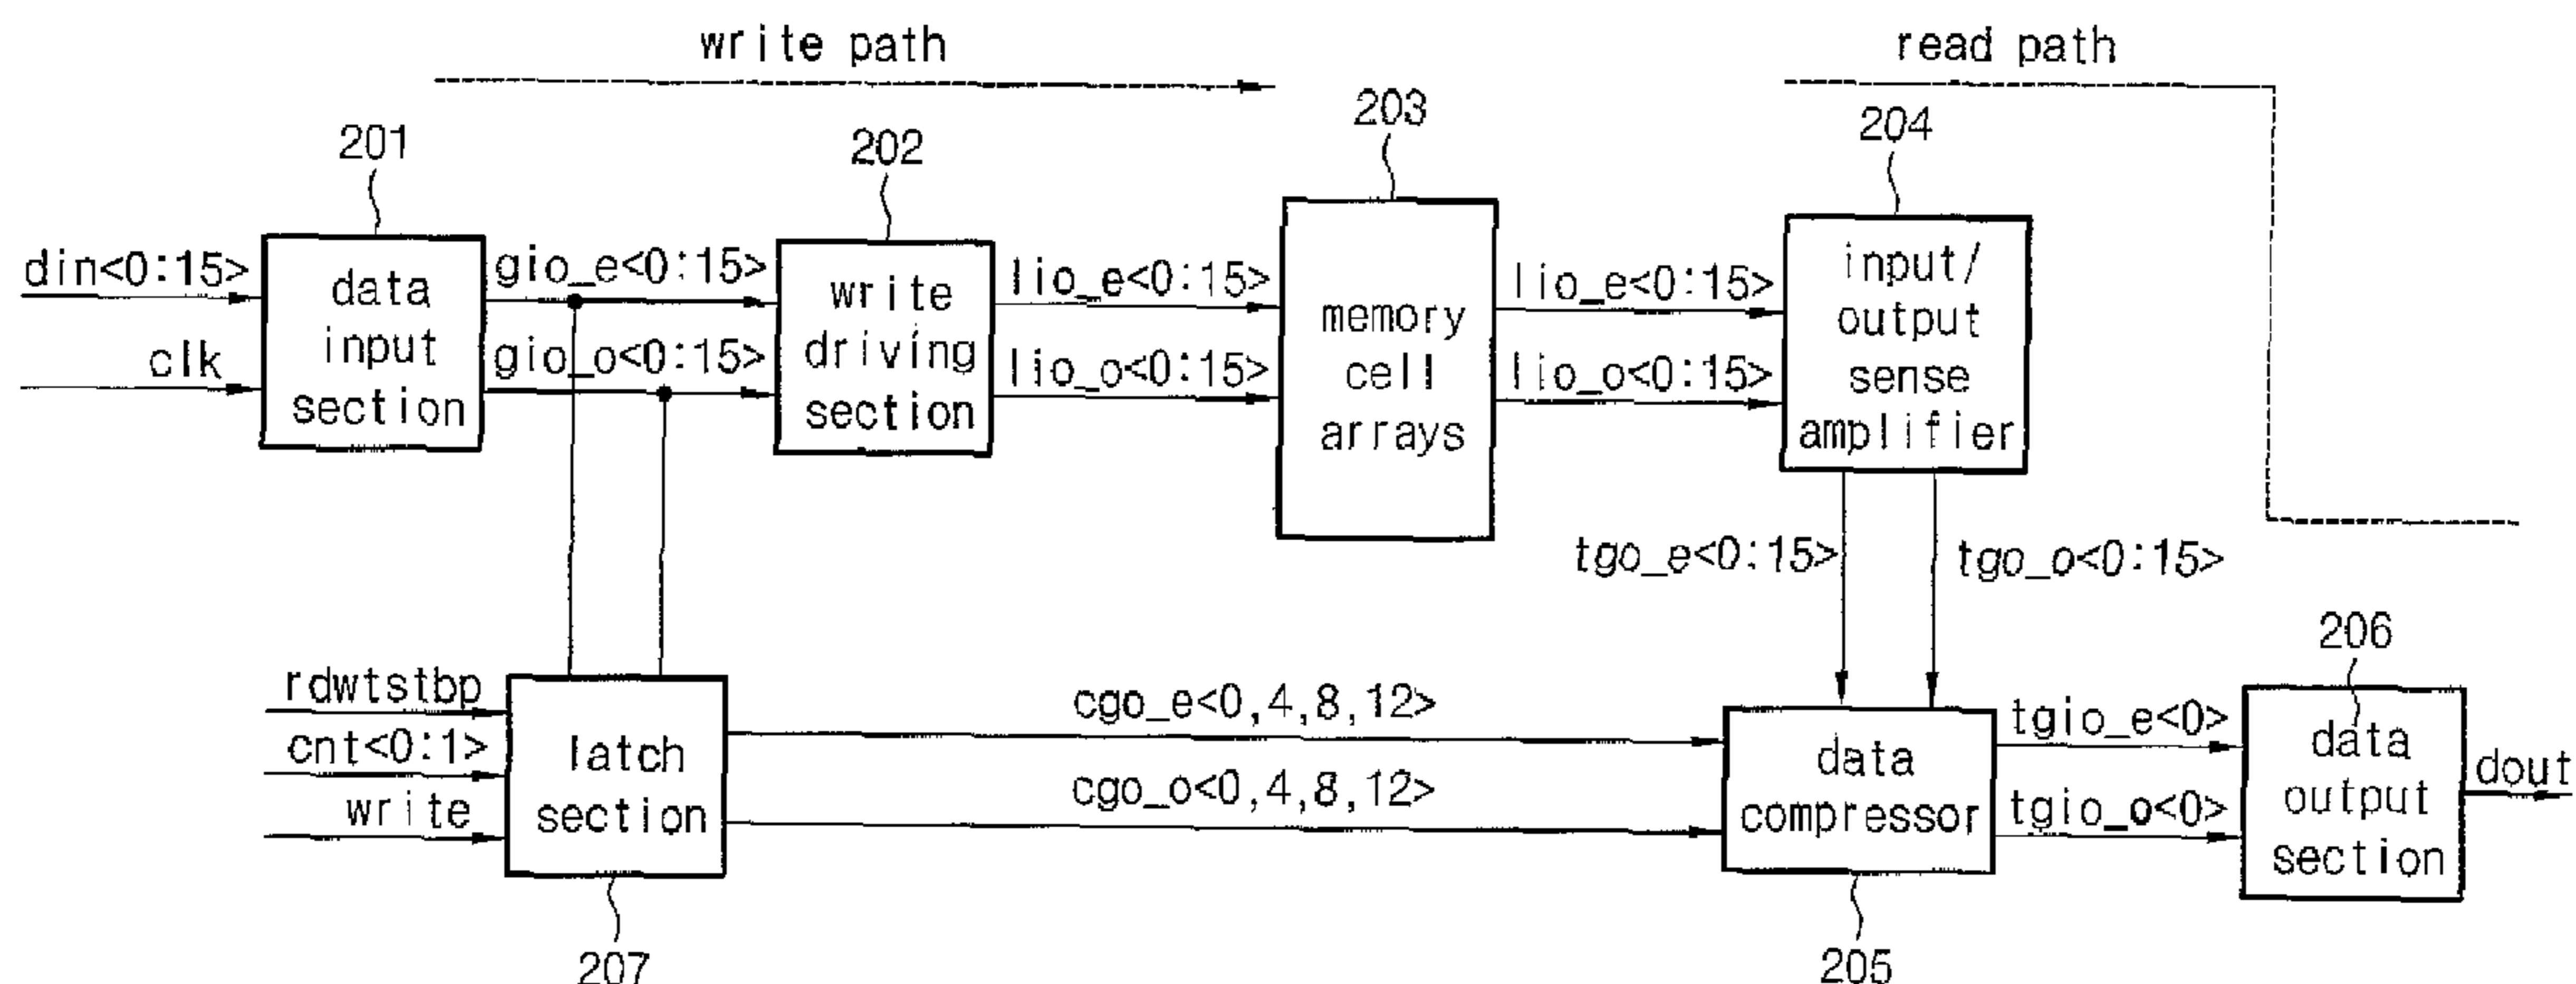 write path
read path
201
202
203
204
din<0:15>
clk
data
input
section
gio_e<0:15>
gio_o<0:15>
write
driving
section
lio_e<0:15>
lio_o<0:15>
memory
cell
arrays
lio_e<0:15>
lio_o<0:15>
input/
output
sense
amplifier
tgo_e<0:15>
tgo_o<0:15>
rdwtstbp
cnt<0:1>
write
latch
section
207
cgo_e<0,4,8,12>
cgo_o<0,4,8,12>
data
compressor
205
tgio_e<0>
tgio_o<0>
206
data
output
section
dout